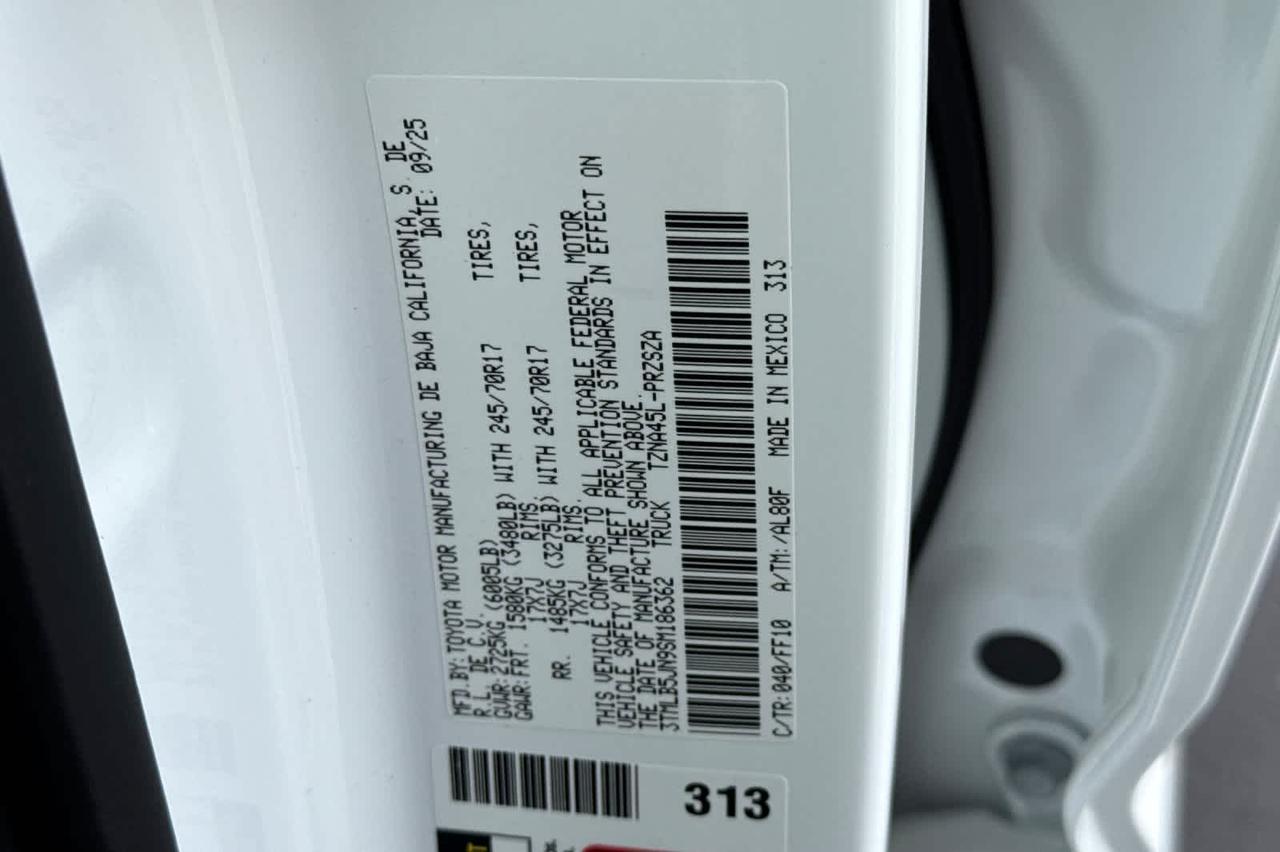 MFD.BY:TOYOTA MOTOR MANUFACTURING DE BAJA CALIFORNIA, S. DE
R.L. DE C.V. DATE: 09/25
GVWR:2725KG (6005LB)
GAWR:FRT. 1580KG (3480LB) WITH 245/70R17 TIRES,
17X7J RIMS.
RR. 1485KG (3275LB) WITH 245/70R17 TIRES,
17X7J RIMS.
THIS VEHICLE CONFORMS TO ALL APPLICABLE FEDERAL MOTOR
VEHICLE SAFETY AND THEFT PREVENTION STANDARDS IN EFFECT ON
THE DATE OF MANUFACTURE SHOWN ABOVE.
3TMLB5JN9SM186362 TRUCK TZNA45L-PRZSZA
C/TR:040/FF10 A/TM:/AL80F MADE IN MEXICO 313
313